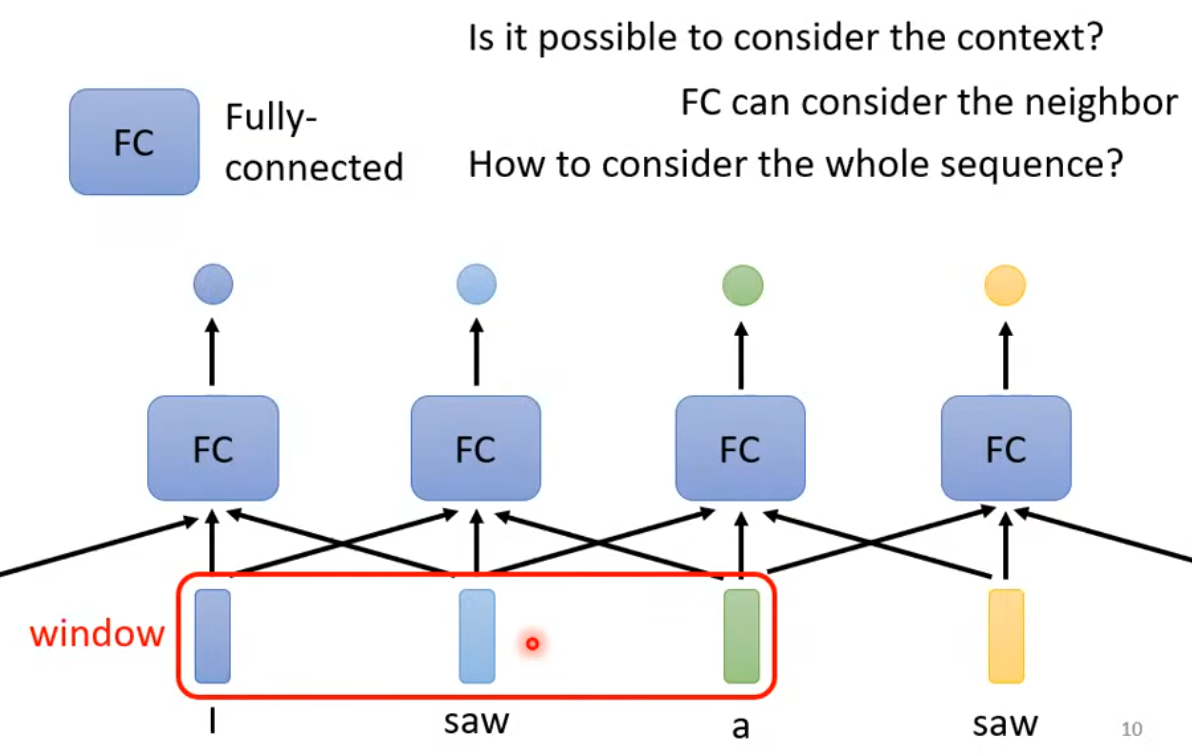 Is it possible to consider the context?
FC can consider the neighbor
How to consider the whole sequence?
FC
Fully-
connected
FC FC FC FC
window
I saw a saw
10